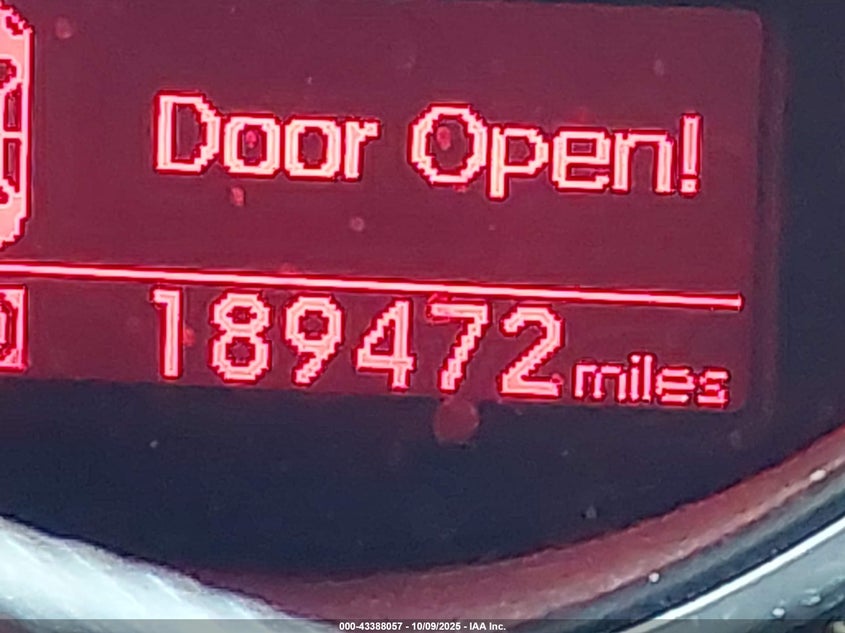 Door Open!
189472 miles
000-43388057 - 10/09/2025 - IAA Inc.